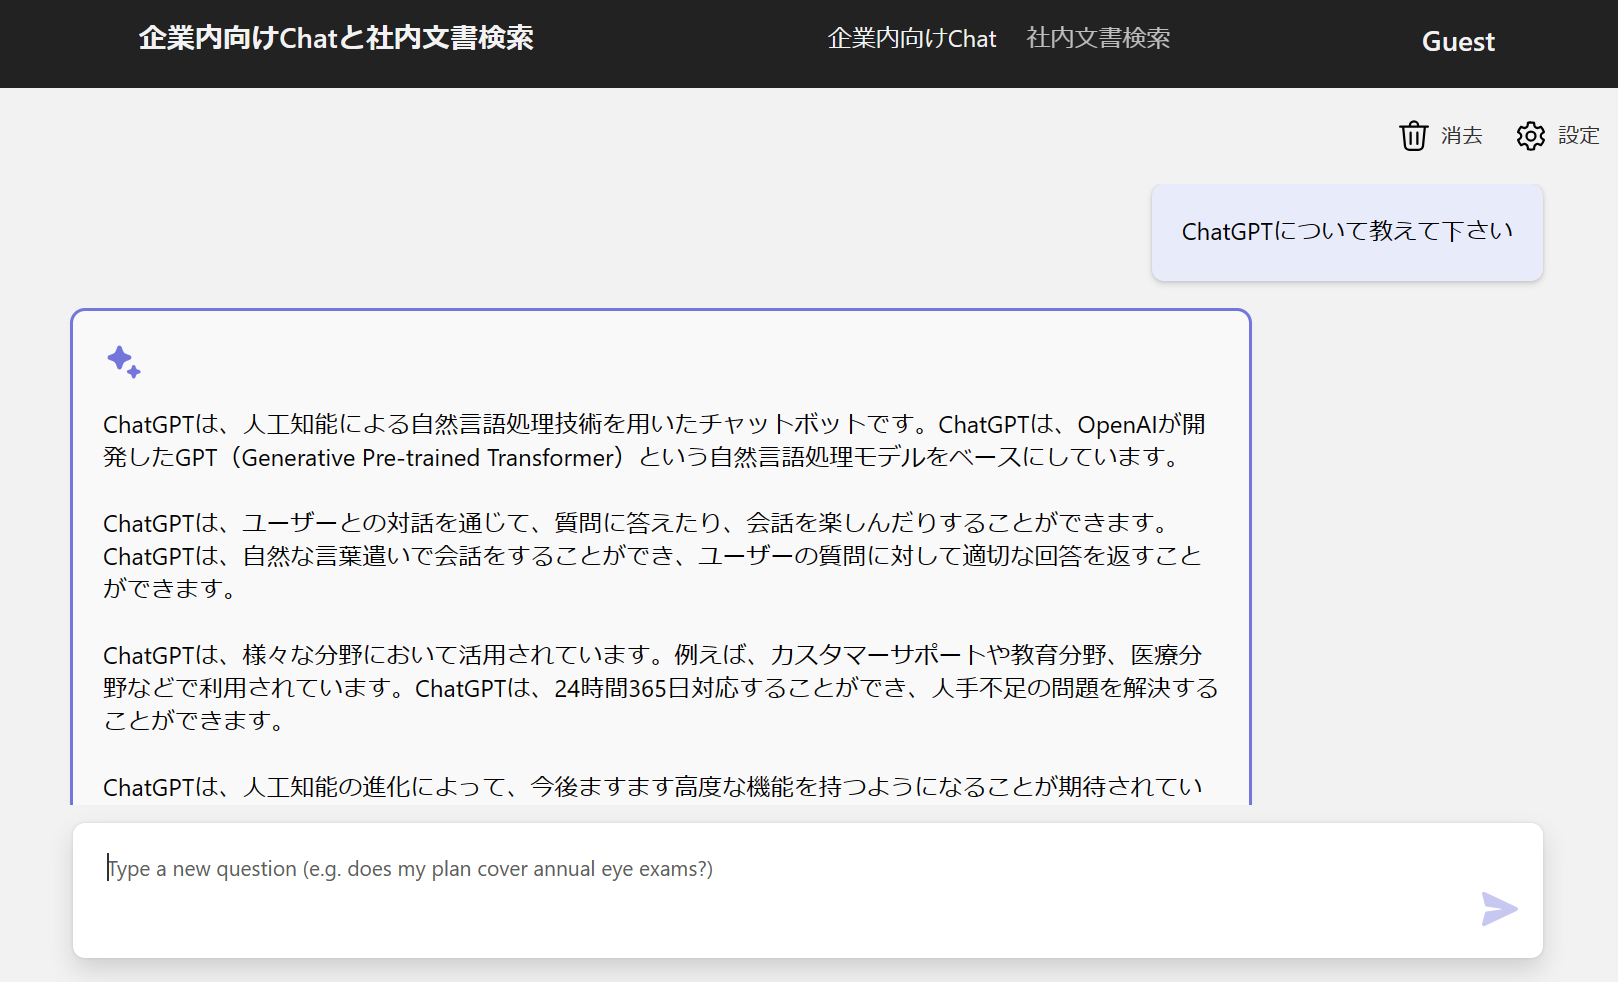 企業内向けChatと社内文書検索
企業内向けChat
社内文書検索
Guest
消去
設定
ChatGPTについて教えて下さい
ChatGPTは、人工知能による自然言語処理技術を用いたチャットボットです。ChatGPTは、OpenAIが開
発したGPT（Generative Pre-trained Transformer）という自然言語処理モデルをベースにしています。
ChatGPTは、ユーザーとの対話を通じて、質問に答えたり、会話を楽しんだりすることができます。
ChatGPTは、自然な言葉遣いで会話をすることができ、ユーザーの質問に対して適切な回答を返すこと
ができます。
ChatGPTは、様々な分野において活用されています。例えば、カスタマーサポートや教育分野、医療分
野などで利用されています。ChatGPTは、24時間365日対応することができ、人手不足の問題を解決する
ことができます。
ChatGPTは、人工知能の進化によって、今後ますます高度な機能を持つようになることが期待されてい
Type a new question (e.g. does my plan cover annual eye exams?)